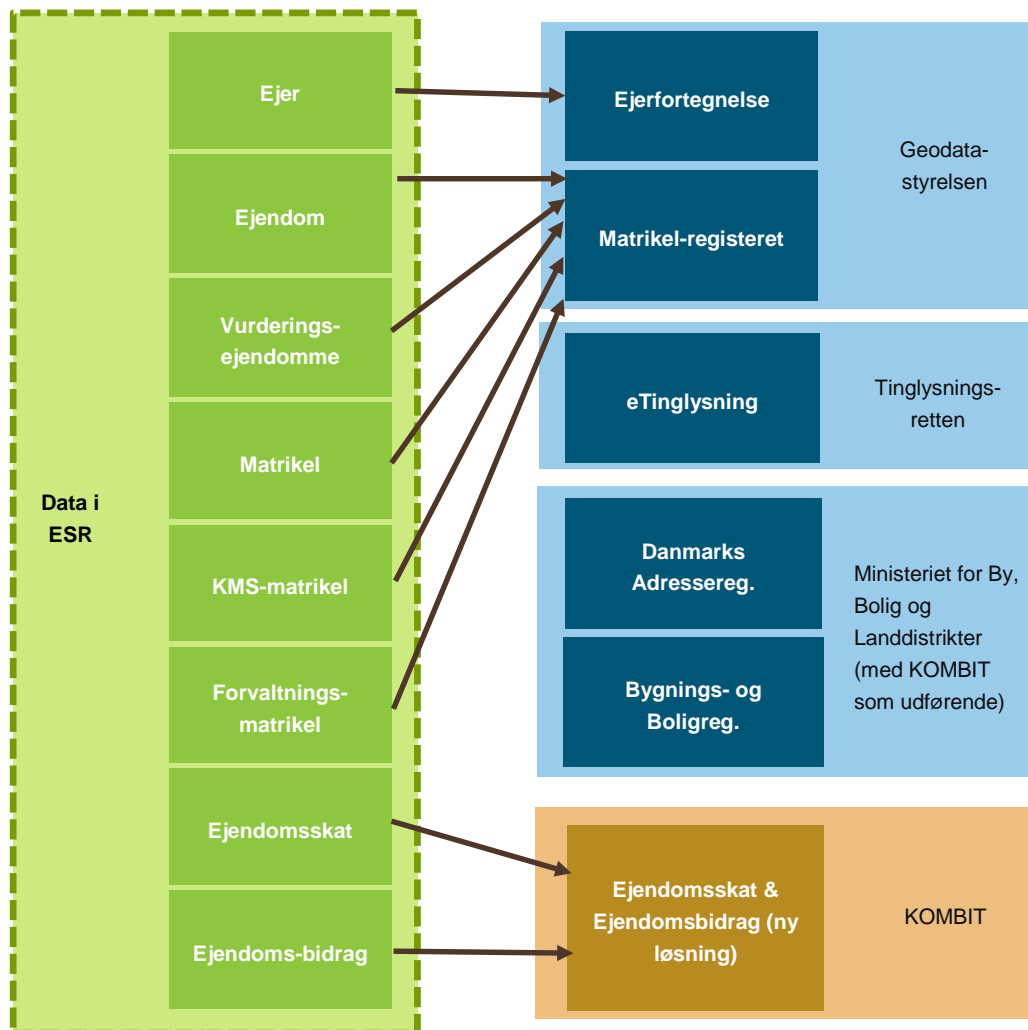 Data i
ESR
Ejer
Ejendom
Vurderings-
ejendomme
Matrikel
KMS-matrikel
Forvaltnings-
matrikel
Ejendomsskat
Ejendoms-bidrag
Ejerfortegnelse
Matrikel-registeret
Geodata-
styrelsen
eTinglysning
Tinglysnings-
retten
Danmarks
Adressereg.
Bygnings- og
Boligreg.
Ministeriet for By,
Bolig og
Landdistrikter
(med KOMBIT
som udførende)
Ejendomsskat &
Ejendomsbidrag (ny
løsning)
KOMBIT